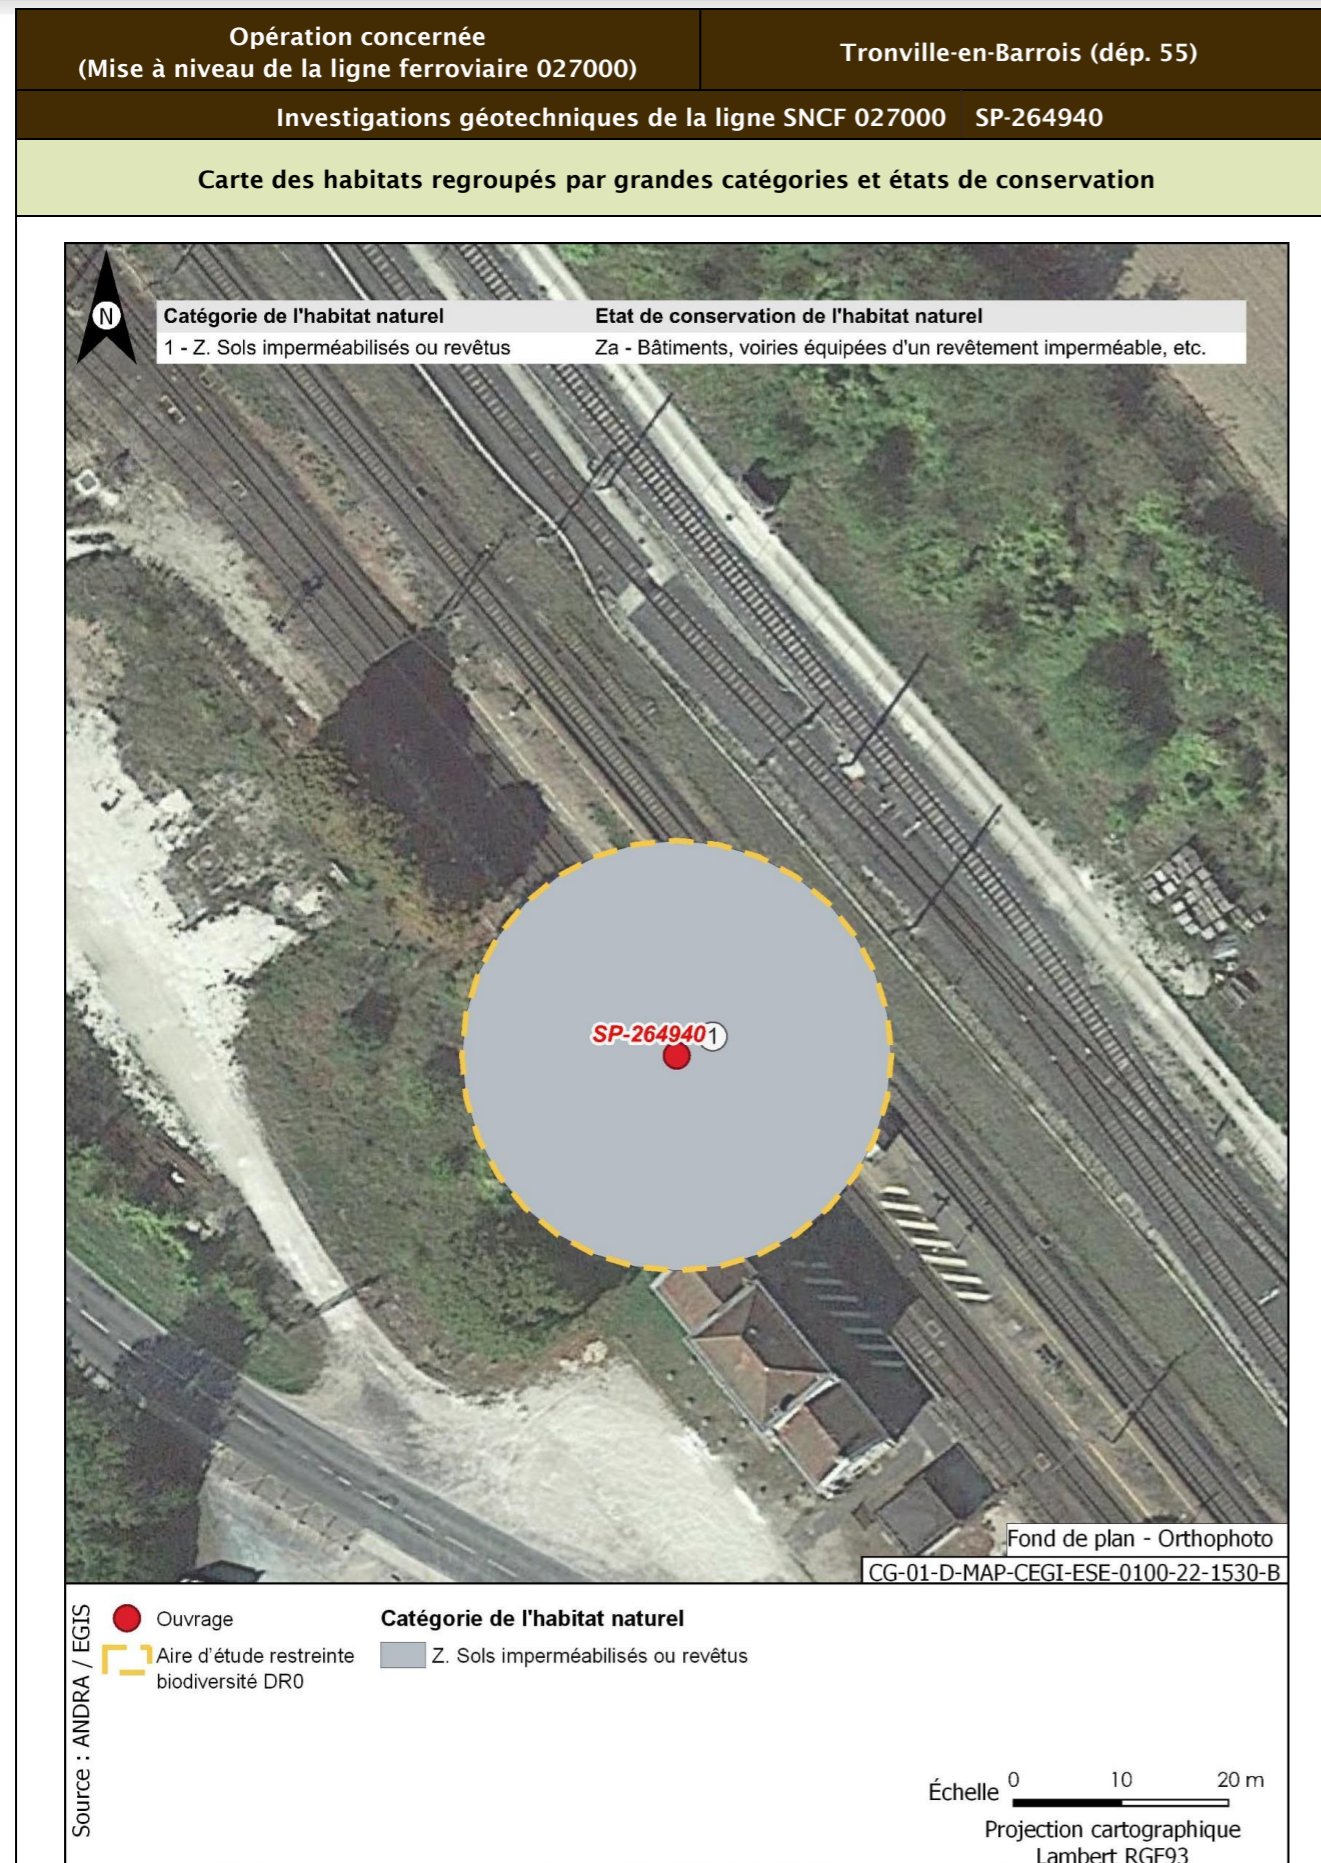 Opération concernée
(Mise à niveau de la ligne ferroviaire 027000)
Tronville-en-Barrois (dép. 55)
Investigations géotechniques de la ligne SNCF 027000 SP-264940
Carte des habitats regroupés par grandes catégories et états de conservation
N
Catégorie de l'habitat naturel Etat de conservation de l'habitat naturel
1 - Z. Sols imperméabilisés ou revêtus Za - Bâtiments, voiries équipées d'un revêtement imperméable, etc.
SP-264940 1
Fond de plan - Orthophoto
CG-01-D-MAP-CEGI-ESE-0100-22-1530-B
Source : ANDRA / EGIS
Ouvrage
Aire d'étude restreinte
biodiversité DR0
Catégorie de l'habitat naturel
Z. Sols imperméabilisés ou revêtus
Échelle 0 10 20 m
Projection cartographique
Lambert RGF93